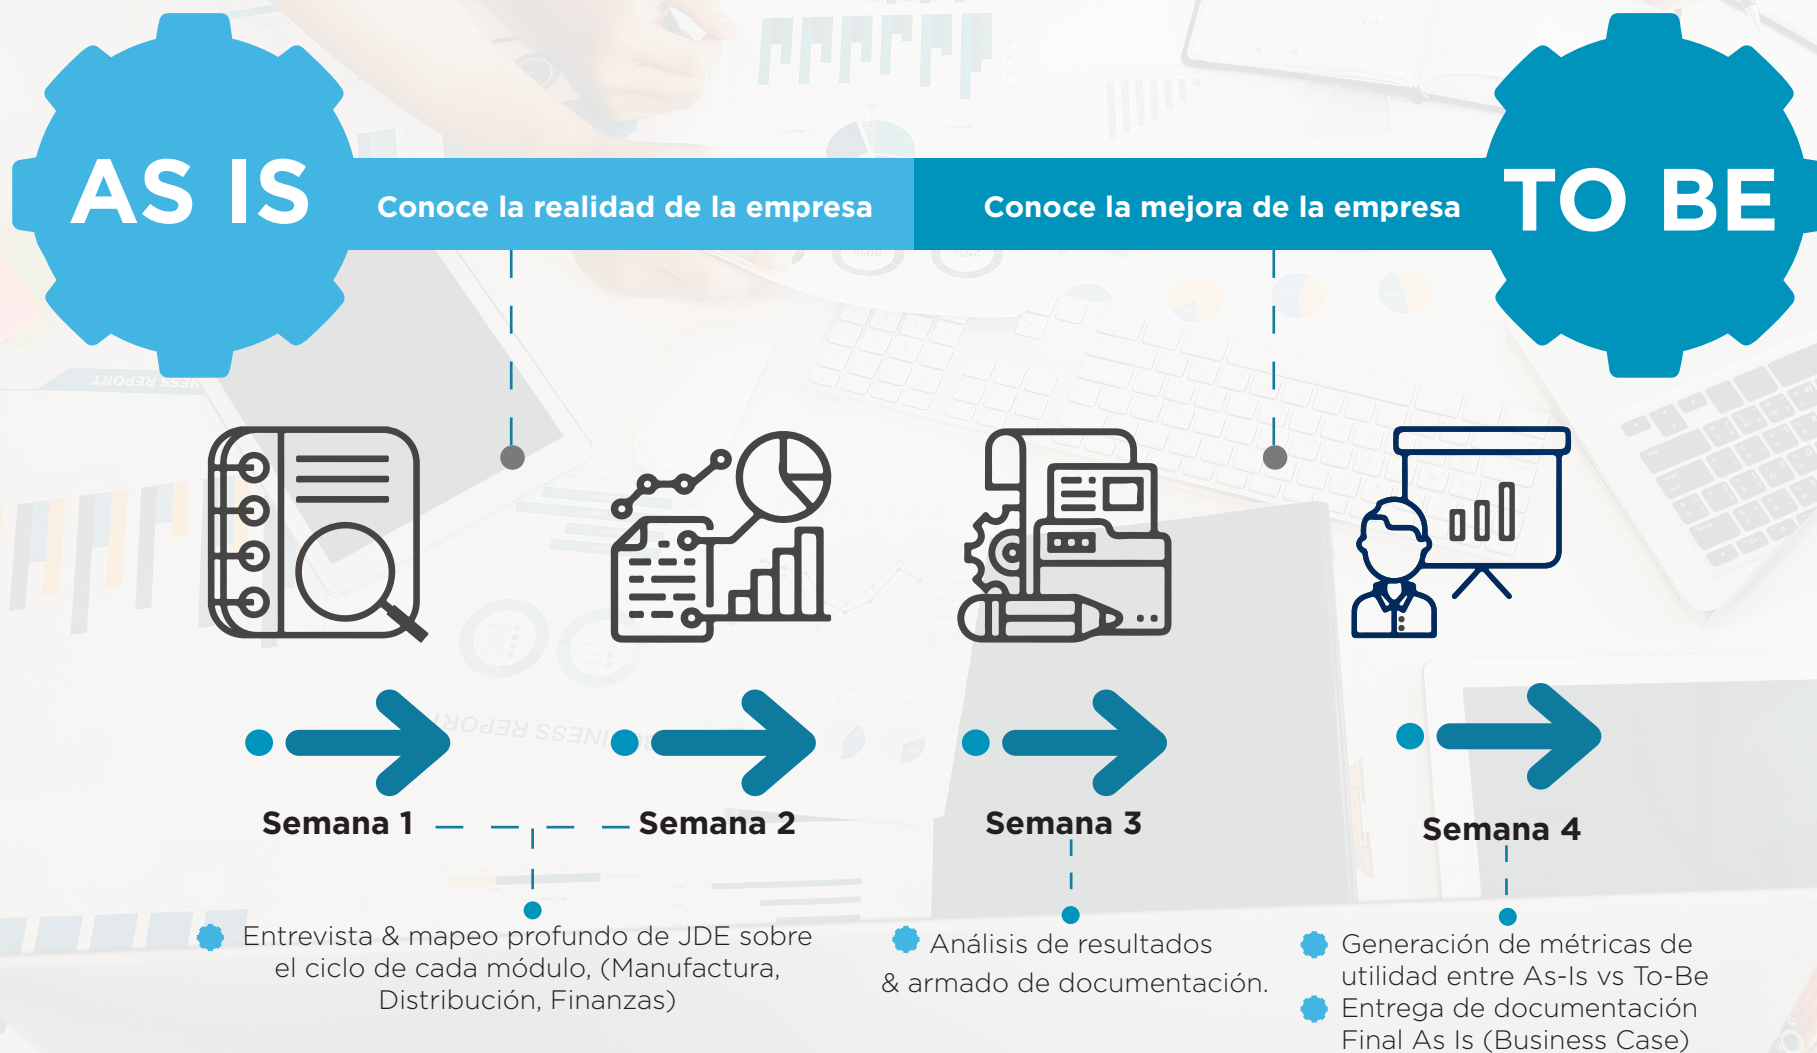 AS IS
Conoce la realidad de la empresa
Conoce la mejora de la empresa
TO BE
Semana 1
Semana 2
Semana 3
Semana 4
Entrevista & mapeo profundo de JDE sobre
el ciclo de cada módulo, (Manufactura,
Distribución, Finanzas)
Análisis de resultados
& armado de documentación.
Generación de métricas de
utilidad entre As-Is vs To-Be
Entrega de documentación
Final As Is (Business Case)
BUSINESS REPORT